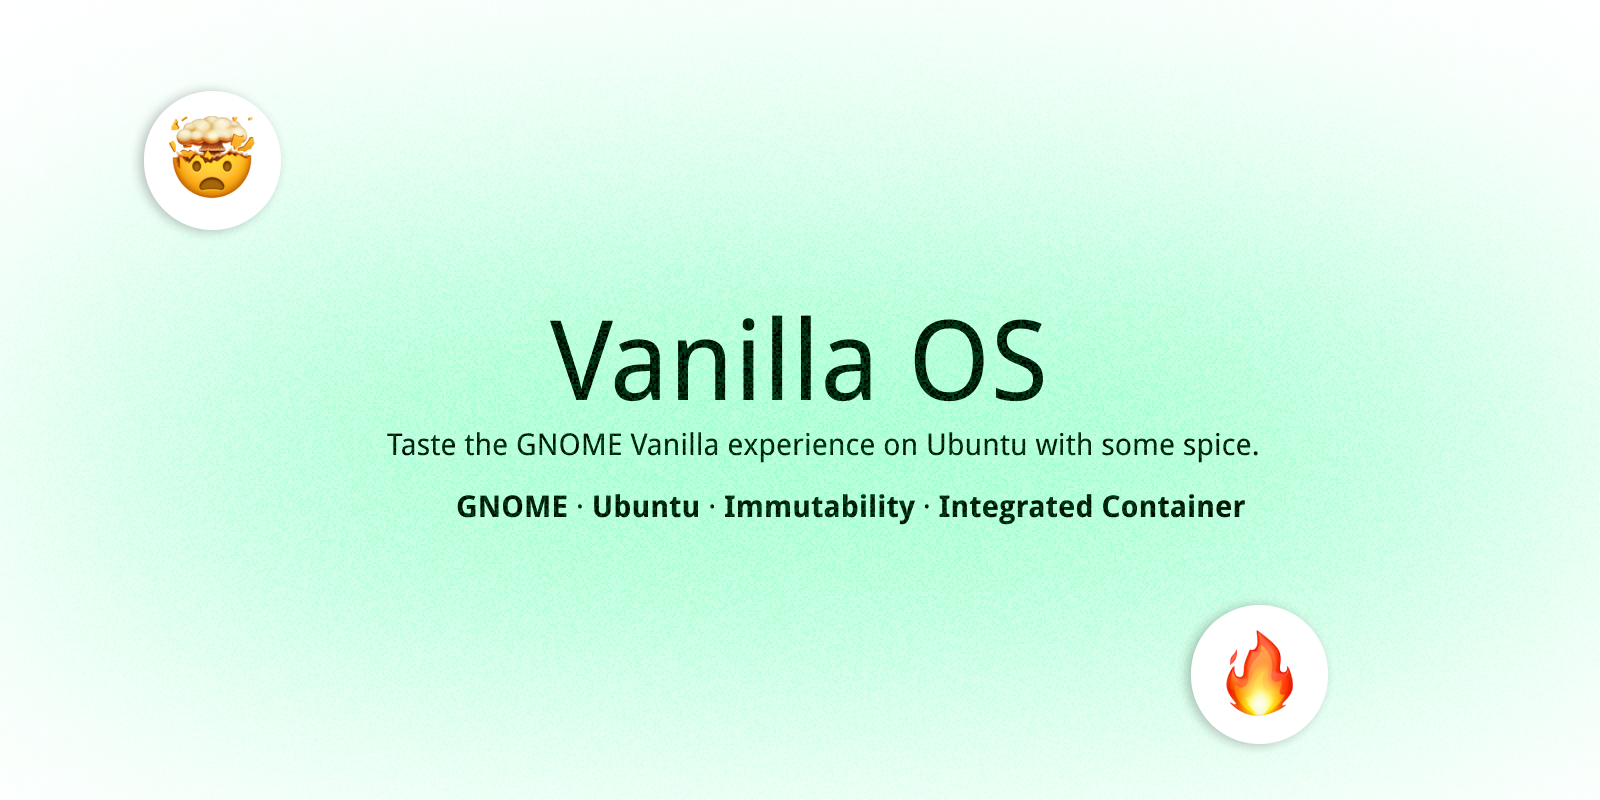 Vanilla OS
Taste the GNOME Vanilla experience on Ubuntu with some spice.
GNOME · Ubuntu · Immutability · Integrated Container